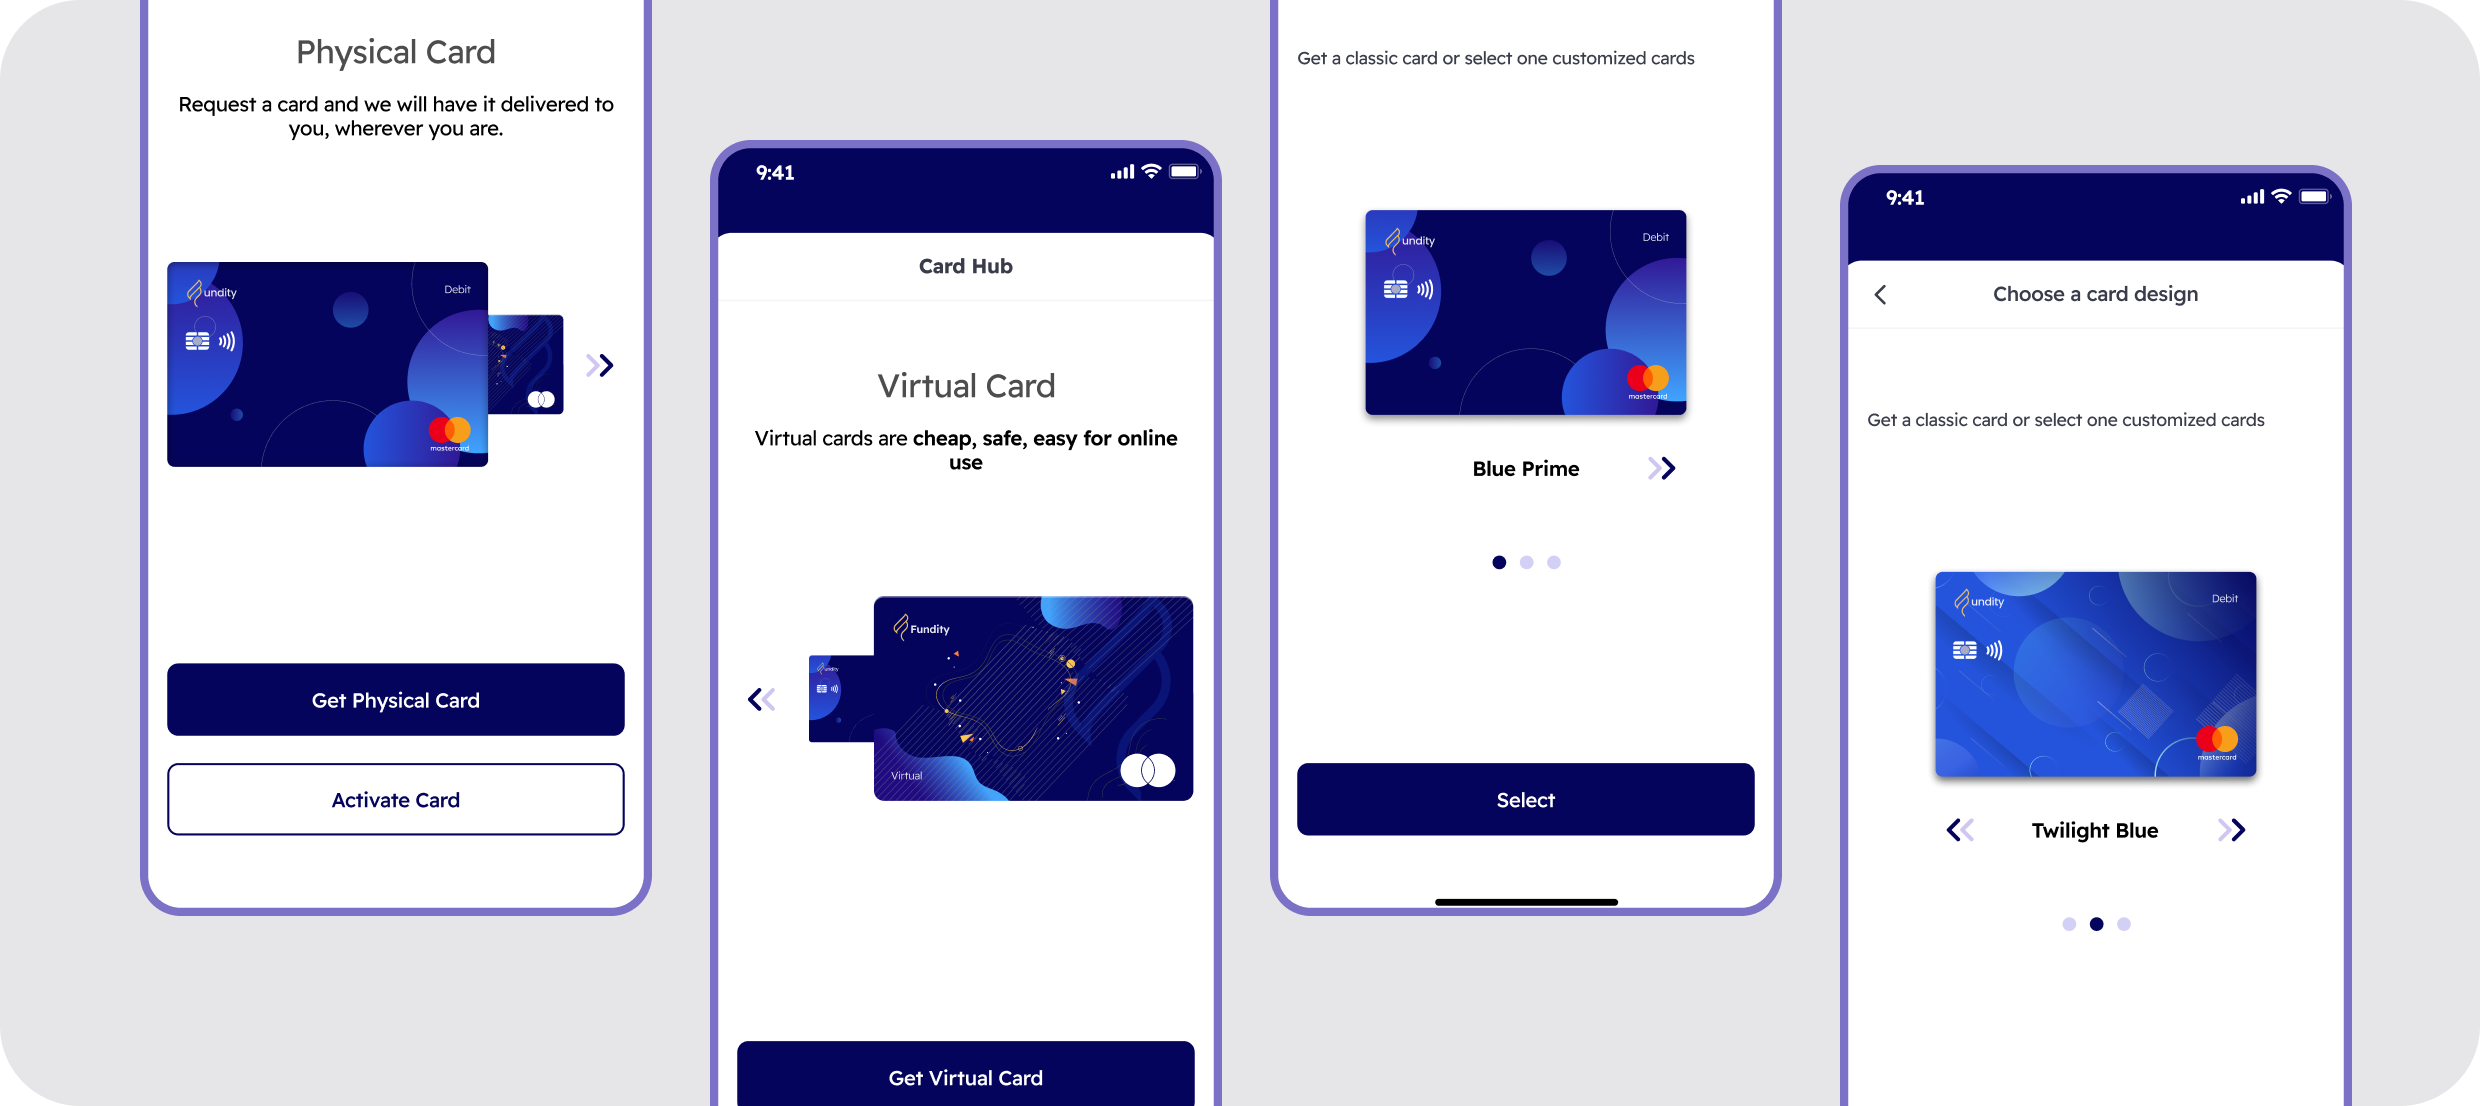 Physical Card
Request a card and we will have it delivered to
you, wherever you are.
undity
Debit
mastercard
Get Physical Card
Activate Card
9:41
Card Hub
Virtual Card
Virtual cards are cheap, safe, easy for online
use
undity
Fundity
Virtual
Get Virtual Card
Get a classic card or select one customized cards
undity
Debit
mastercard
Blue Prime
Select
9:41
Choose a card design
Get a classic card or select one customized cards
undity
Debit
mastercard
Twilight Blue